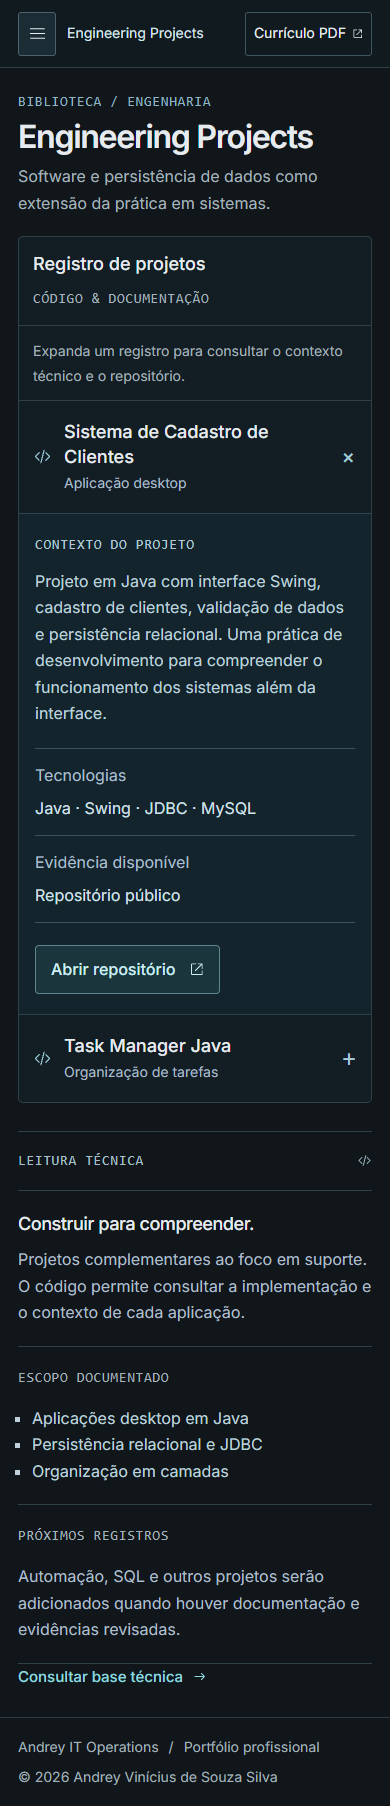 Engineering Projects
Currículo PDF
BIBLIOTECA / ENGENHARIA
Engineering Projects
Software e persistência de dados como
extensão da prática em sistemas.
Registro de projetos
CÓDIGO & DOCUMENTAÇÃO
Expanda um registro para consultar o contexto
técnico e o repositório.
Sistema de Cadastro de
Clientes
Aplicação desktop
CONTEXTO DO PROJETO
Projeto em Java com interface Swing,
cadastro de clientes, validação de dados
e persistência relacional. Uma prática de
desenvolvimento para compreender o
funcionamento dos sistemas além da
interface.
Tecnologias
Java · Swing · JDBC · MySQL
Evidência disponível
Repositório público
Abrir repositório
Task Manager Java
Organização de tarefas
LEITURA TÉCNICA
Construir para compreender.
Projetos complementares ao foco em suporte.
O código permite consultar a implementação e
o contexto de cada aplicação.
ESCOPO DOCUMENTADO
Aplicações desktop em Java
Persistência relacional e JDBC
Organização em camadas
PRÓXIMOS REGISTROS
Automação, SQL e outros projetos serão
adicionados quando houver documentação e
evidências revisadas.
Consultar base técnica →
Andrey IT Operations / Portfólio profissional
© 2026 Andrey Vinícius de Souza Silva